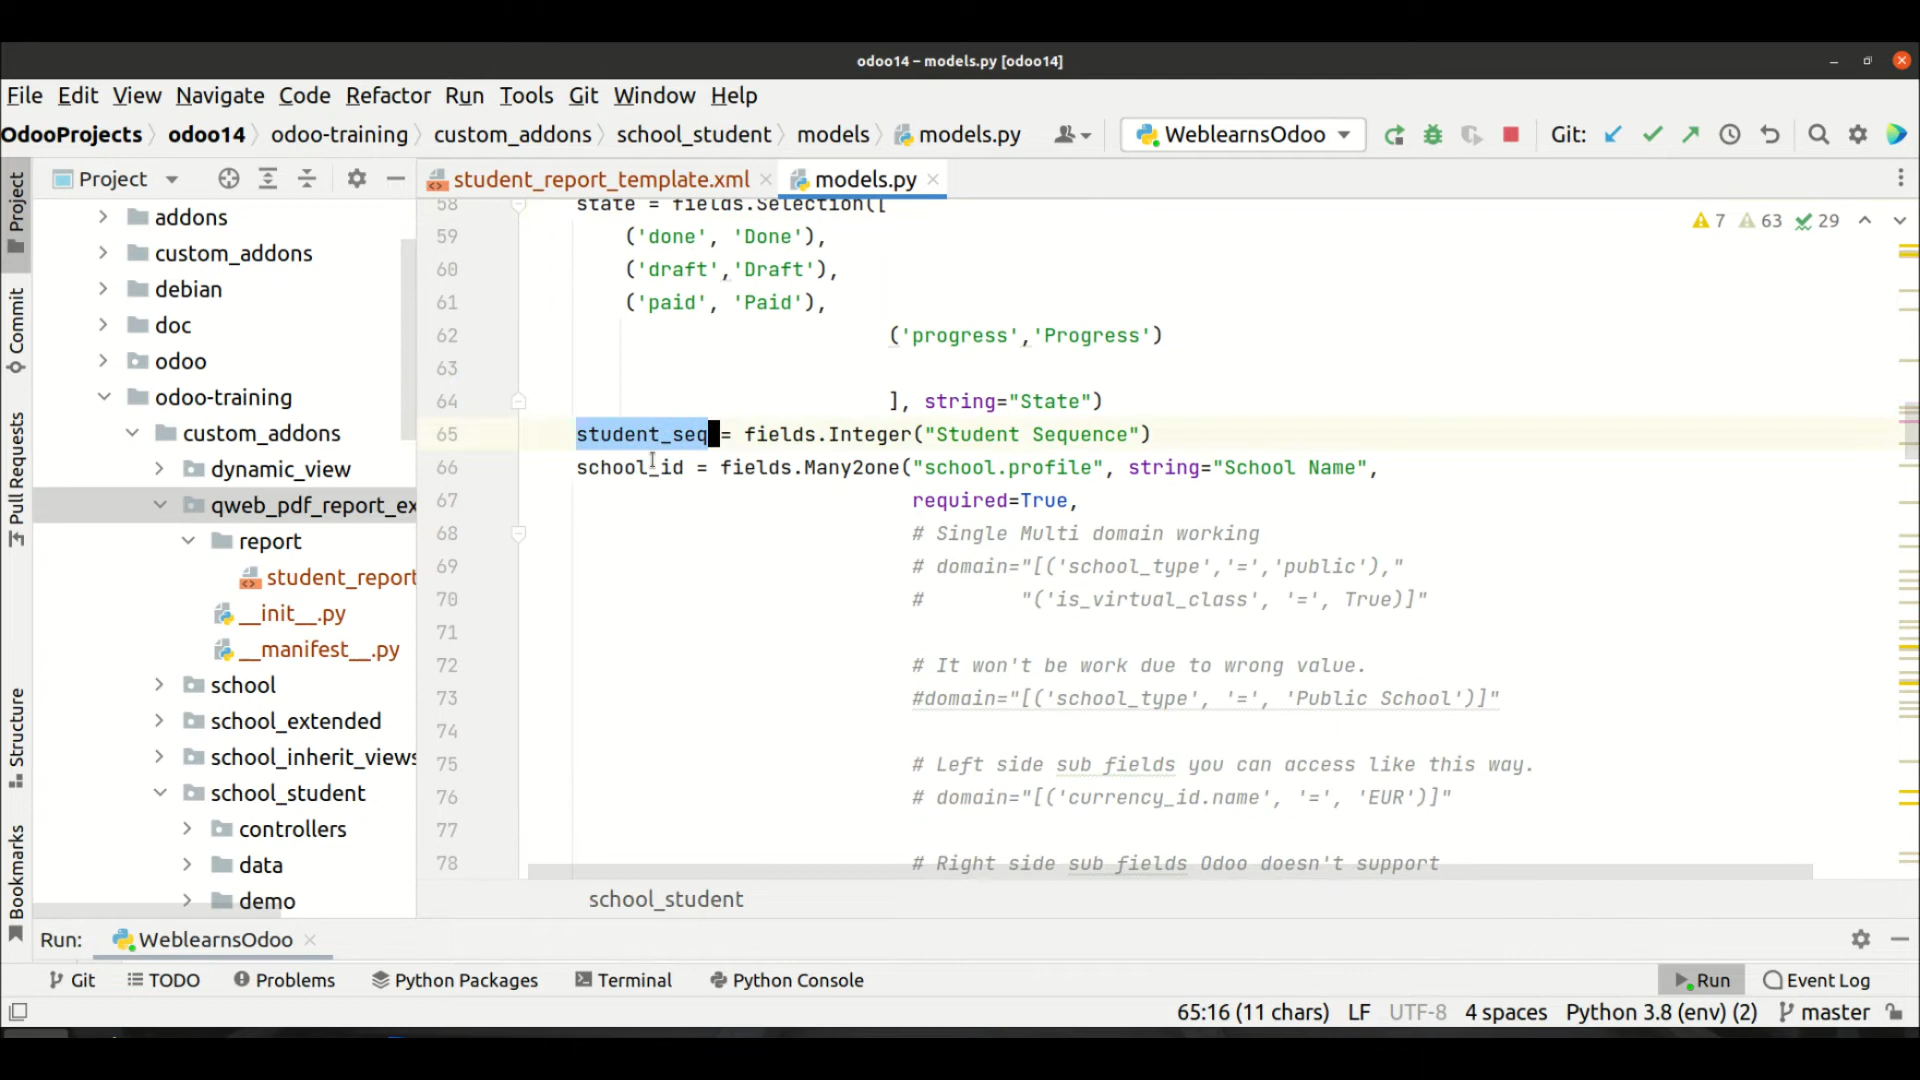 odoo14 – models.py [odoo14]
File Edit View Navigate Code Refactor Run Tools Git Window Help
OdooProjects odoo14 odoo-training custom_addons school_student models models.py WeblearnsOdoo Git:
Project student_report_template.xml models.py
7 63 29
addons
custom_addons
debian
doc
odoo
odoo-training
custom_addons
dynamic_view
qweb_pdf_report_ex
report
student_report
__init__.py
__manifest__.py
school
school_extended
school_inherit_views
school_student
controllers
data
demo
Project
Commit
Pull Requests
Structure
Bookmarks
58 state = fields.Selection([
59 ('done', 'Done'),
60 ('draft','Draft'),
61 ('paid', 'Paid'),
62 ('progress','Progress')
63
64 ], string="State")
65 student_seq = fields.Integer("Student Sequence")
66 school_id = fields.Many2one("school.profile", string="School Name",
67 required=True,
68 # Single Multi domain working
69 # domain="[('school_type','=','public'),"
70 # "('is_virtual_class', '=', True)]"
71
72 # It won't be work due to wrong value.
73 #domain="[('school_type', '=', 'Public School')]"
74
75 # Left side sub fields you can access like this way.
76 # domain="[('currency_id.name', '=', 'EUR')]"
77
78 # Right side sub fields Odoo doesn't support
school_student
Run: WeblearnsOdoo
Git TODO Problems Python Packages Terminal Python Console Run Event Log
65:16 (11 chars) LF UTF-8 4 spaces Python 3.8 (env) (2) master